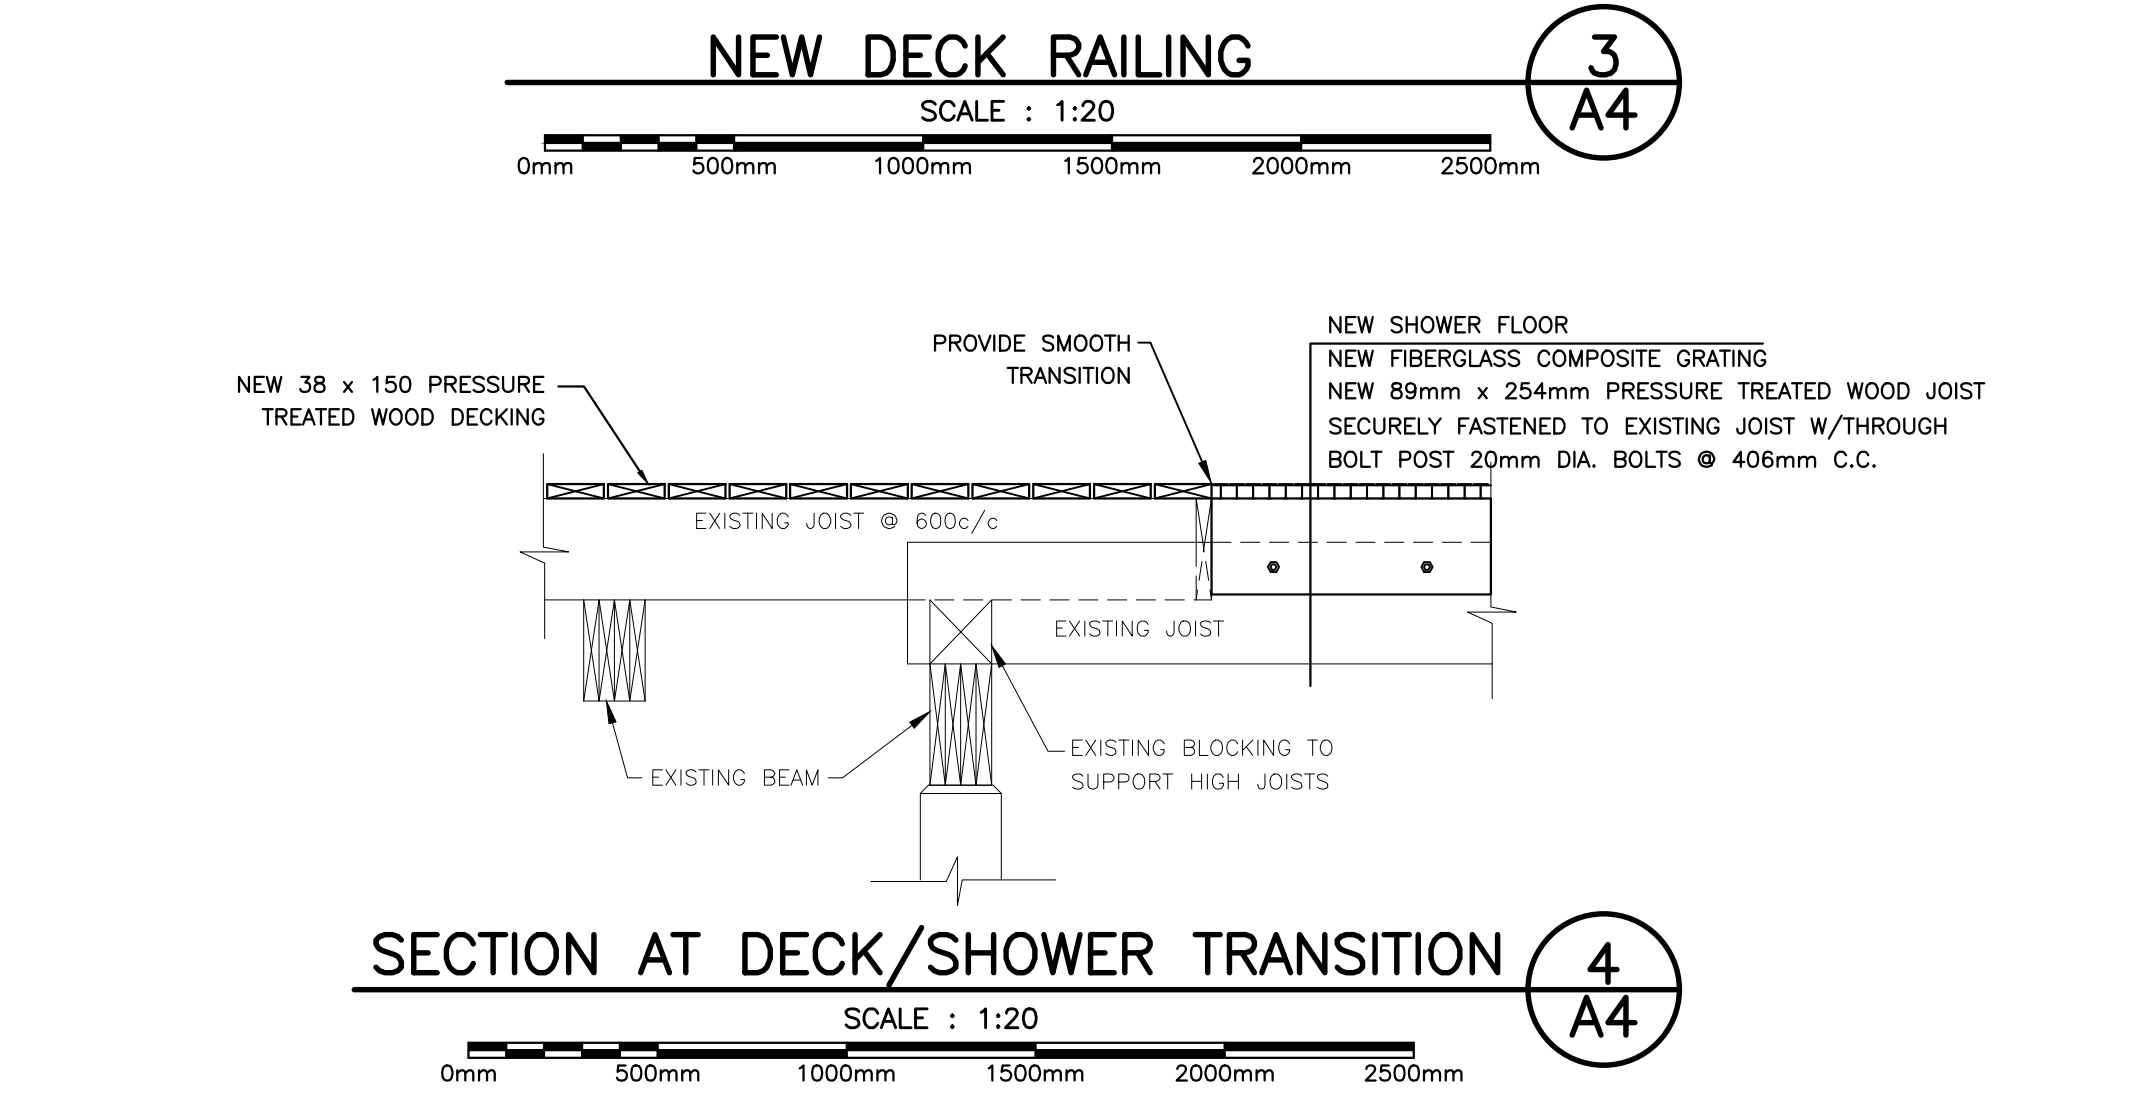 NEW DECK RAILING
3
A4
SCALE : 1:20
0mm 500mm 1000mm 1500mm 2000mm 2500mm
NEW SHOWER FLOOR
NEW FIBERGLASS COMPOSITE GRATING
NEW 89mm x 254mm PRESSURE TREATED WOOD JOIST
SECURELY FASTENED TO EXISTING JOIST W/THROUGH
BOLT POST 20mm DIA. BOLTS @ 406mm C.C.
PROVIDE SMOOTH
TRANSITION
NEW 38 x 150 PRESSURE
TREATED WOOD DECKING
EXISTING JOIST @ 600c/c
EXISTING JOIST
EXISTING BEAM
EXISTING BLOCKING TO
SUPPORT HIGH JOISTS
SECTION AT DECK/SHOWER TRANSITION
4
A4
SCALE : 1:20
0mm 500mm 1000mm 1500mm 2000mm 2500mm